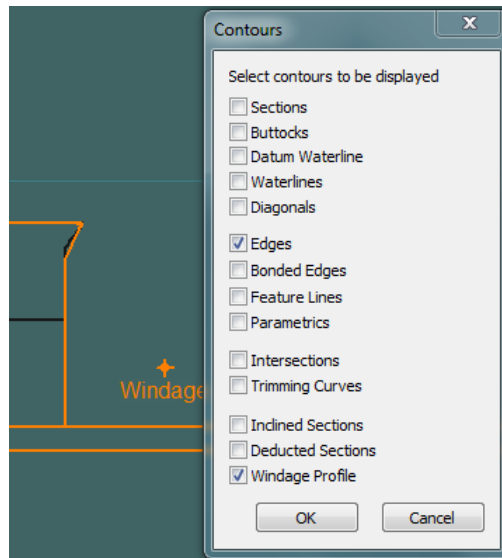 Contours
Select contours to be displayed
Sections
Buttocks
Datum Waterline
Waterlines
Diagonals
Edges
Bonded Edges
Feature Lines
Parametrics
Intersections
Trimming Curves
Windage
Inclined Sections
Deducted Sections
Windage Profile
OK
Cancel